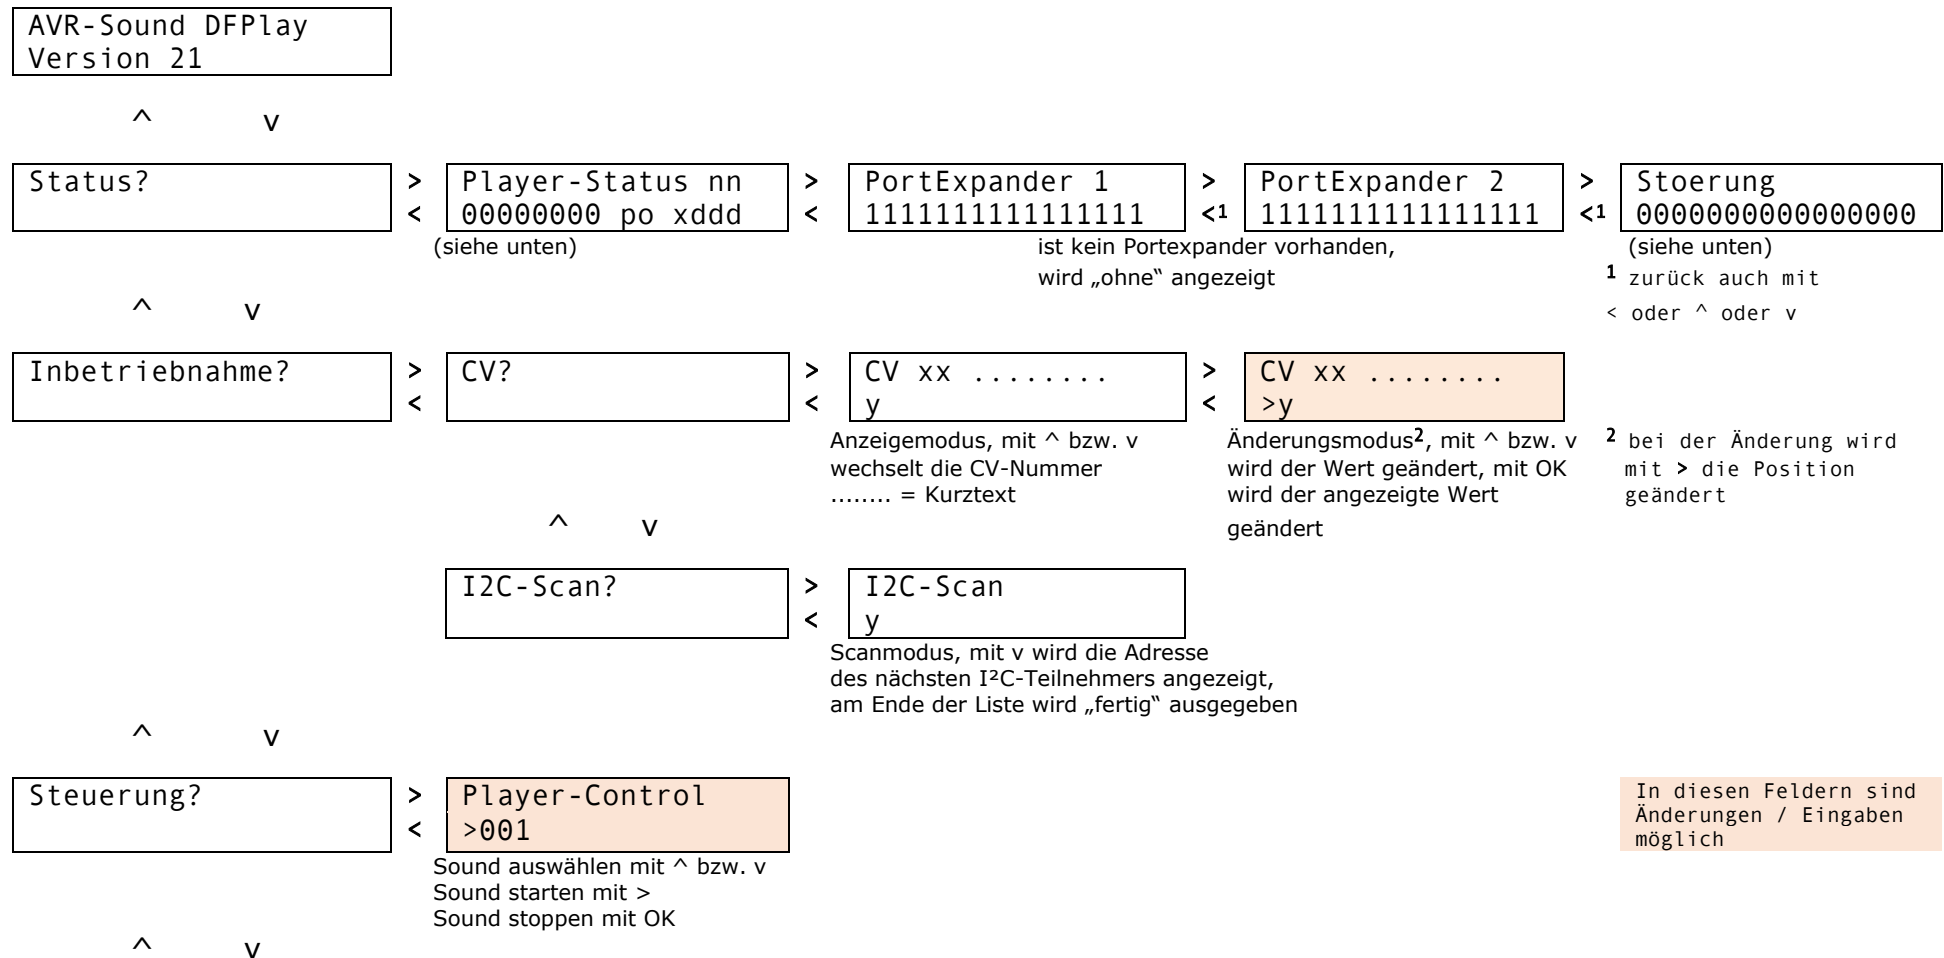 AVR-Sound DFPlay
Version 21
^ v
Status? > Player-Status nn > PortExpander 1 > PortExpander 2 > Stoerung
< 00000000 po xddd < 1111111111111111 <1 1111111111111111 <1 0000000000000000
(siehe unten) ist kein Portexpander vorhanden, (siehe unten)
wird „ohne“ angezeigt 1 zurück auch mit
^ v < oder ^ oder v
Inbetriebnahme? > CV? > CV xx ........ > CV xx ........
< < y < >y
Anzeigemodus, mit ^ bzw. v Änderungsmodus2, mit ^ bzw. v 2 bei der Änderung wird
wechselt die CV-Nummer wird der Wert geändert, mit OK mit > die Position
........ = Kurztext wird der angezeigte Wert geändert
^ v geändert
I2C-Scan? > I2C-Scan
< y
Scanmodus, mit v wird die Adresse
des nächsten I²C-Teilnehmers angezeigt,
am Ende der Liste wird „fertig“ ausgegeben
^ v
Steuerung? > Player-Control In diesen Feldern sind
< >001 Änderungen / Eingaben
möglich
Sound auswählen mit ^ bzw. v
Sound starten mit >
Sound stoppen mit OK
^ v